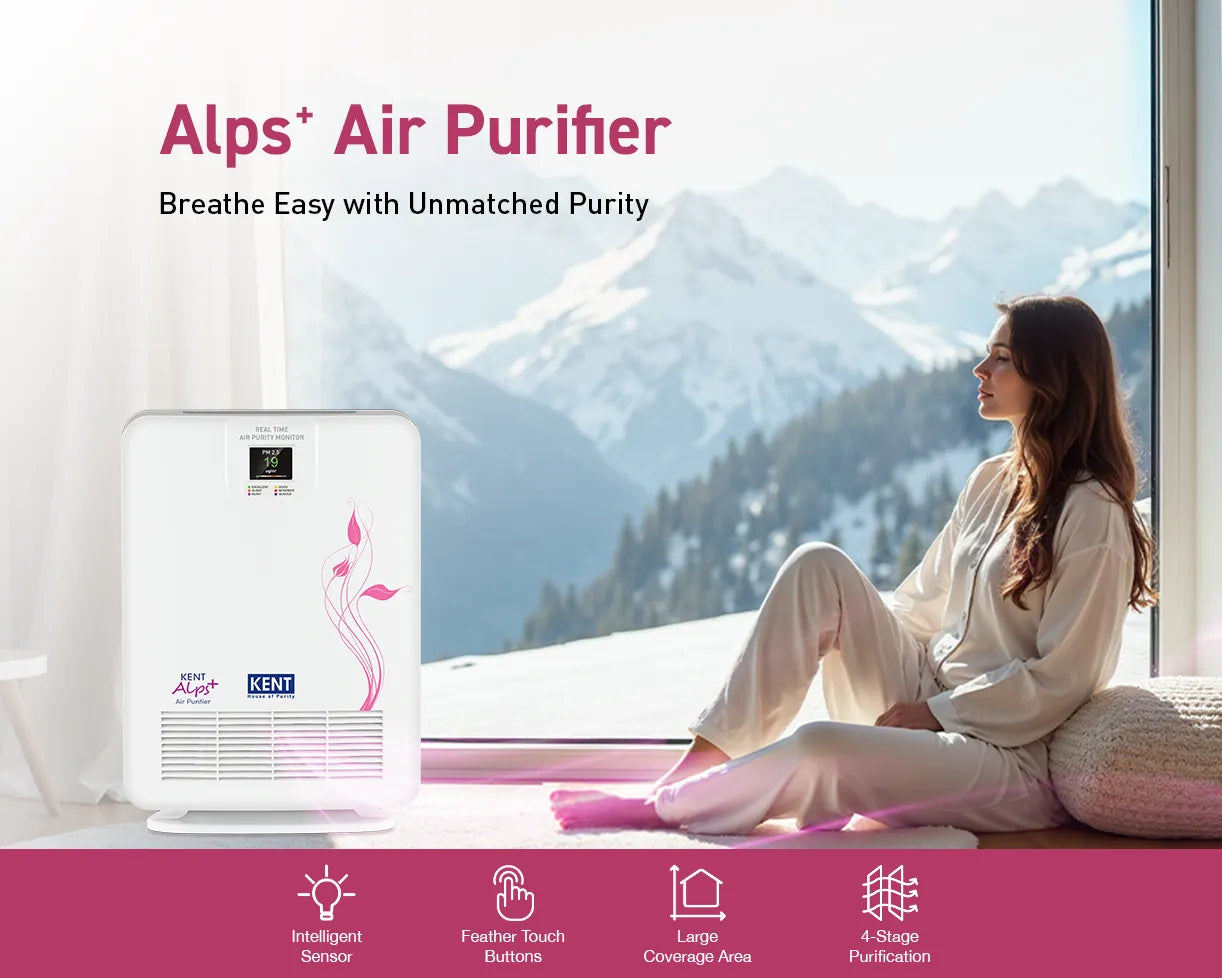 Alps⁺ Air Purifier
Breathe Easy with Unmatched Purity
REAL TIME
AIR PURITY MONITOR
PM 2.5
19
KENT
Alps+
Air Purifier
KENT
House of Purity
Intelligent
Sensor
Feather Touch
Buttons
Large
Coverage Area
4-Stage
Purification